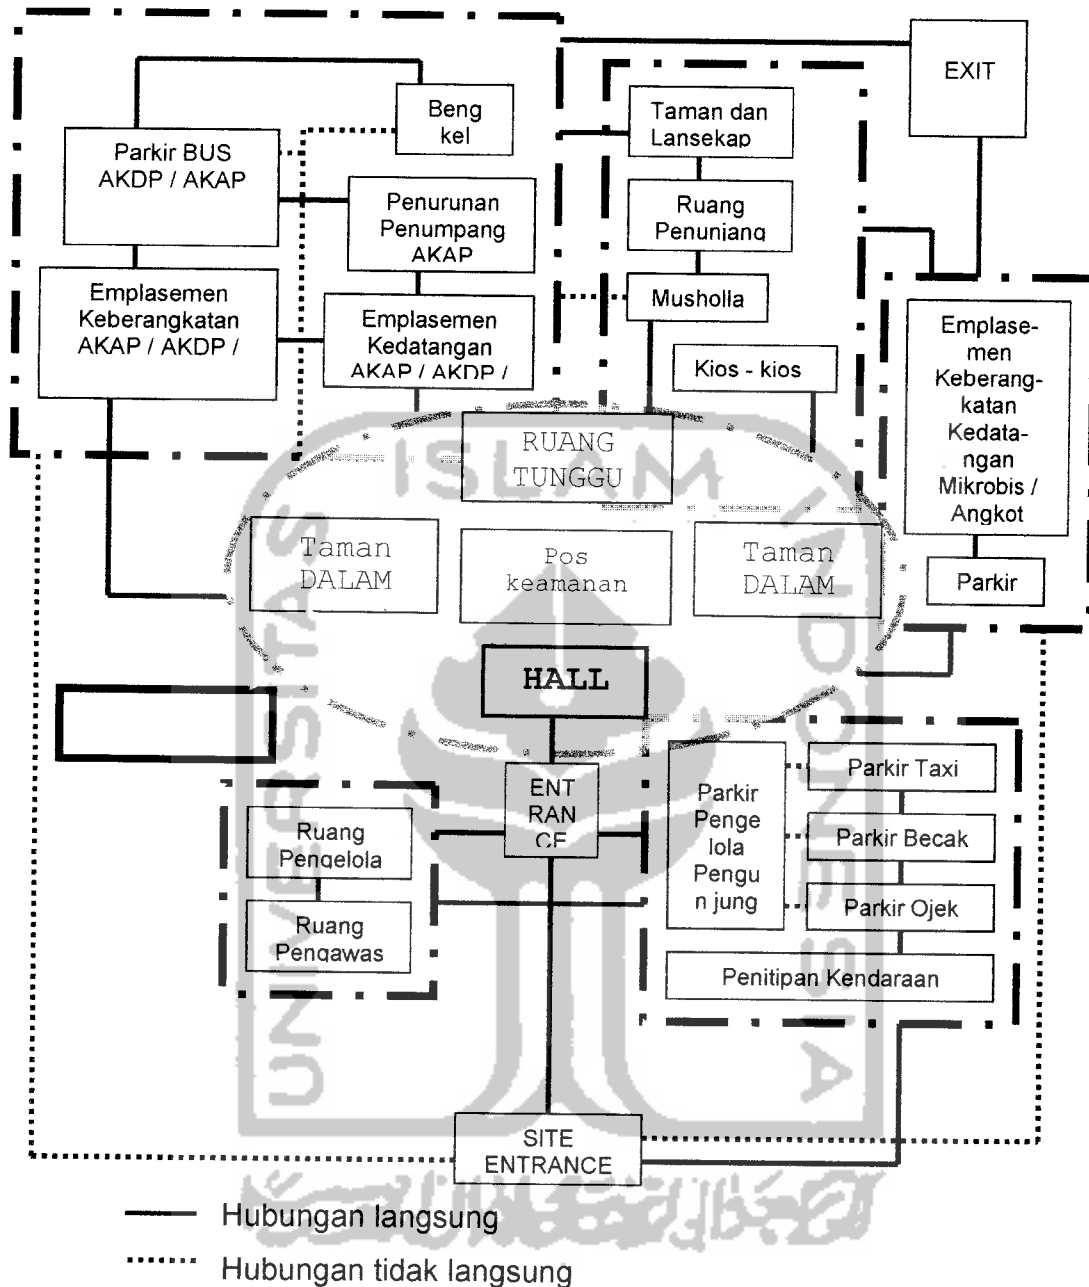 EXIT
Beng
kel
Parkir BUS
AKDP / AKAP
Penurunan
Penumpang
AKAP
Emplasemen
Keberangkatan
AKAP / AKDP /
Emplasemen
Kedatangan
AKAP / AKDP /
Taman dan
Lansekap
Ruang
Penunjang
Musholla
Kios - kios
Emplase-
men
Keberang-
katan
Kedata-
ngan
Mikrobis /
Angkot
Parkir
RUANG
TUNGGU
Taman
DALAM
Pos
keamanan
Taman
DALAM
HALL
ENT
RAN
CE
Ruang
Pengelola
Ruang
Pengawas
Parkir
Penge
lola
Pengu
n jung
Parkir Taxi
Parkir Becak
Parkir Ojek
Penitipan Kendaraan
SITE
ENTRANCE
Hubungan langsung
Hubungan tidak langsung
UNIVERSITAS
ISLAM
INDONESIA